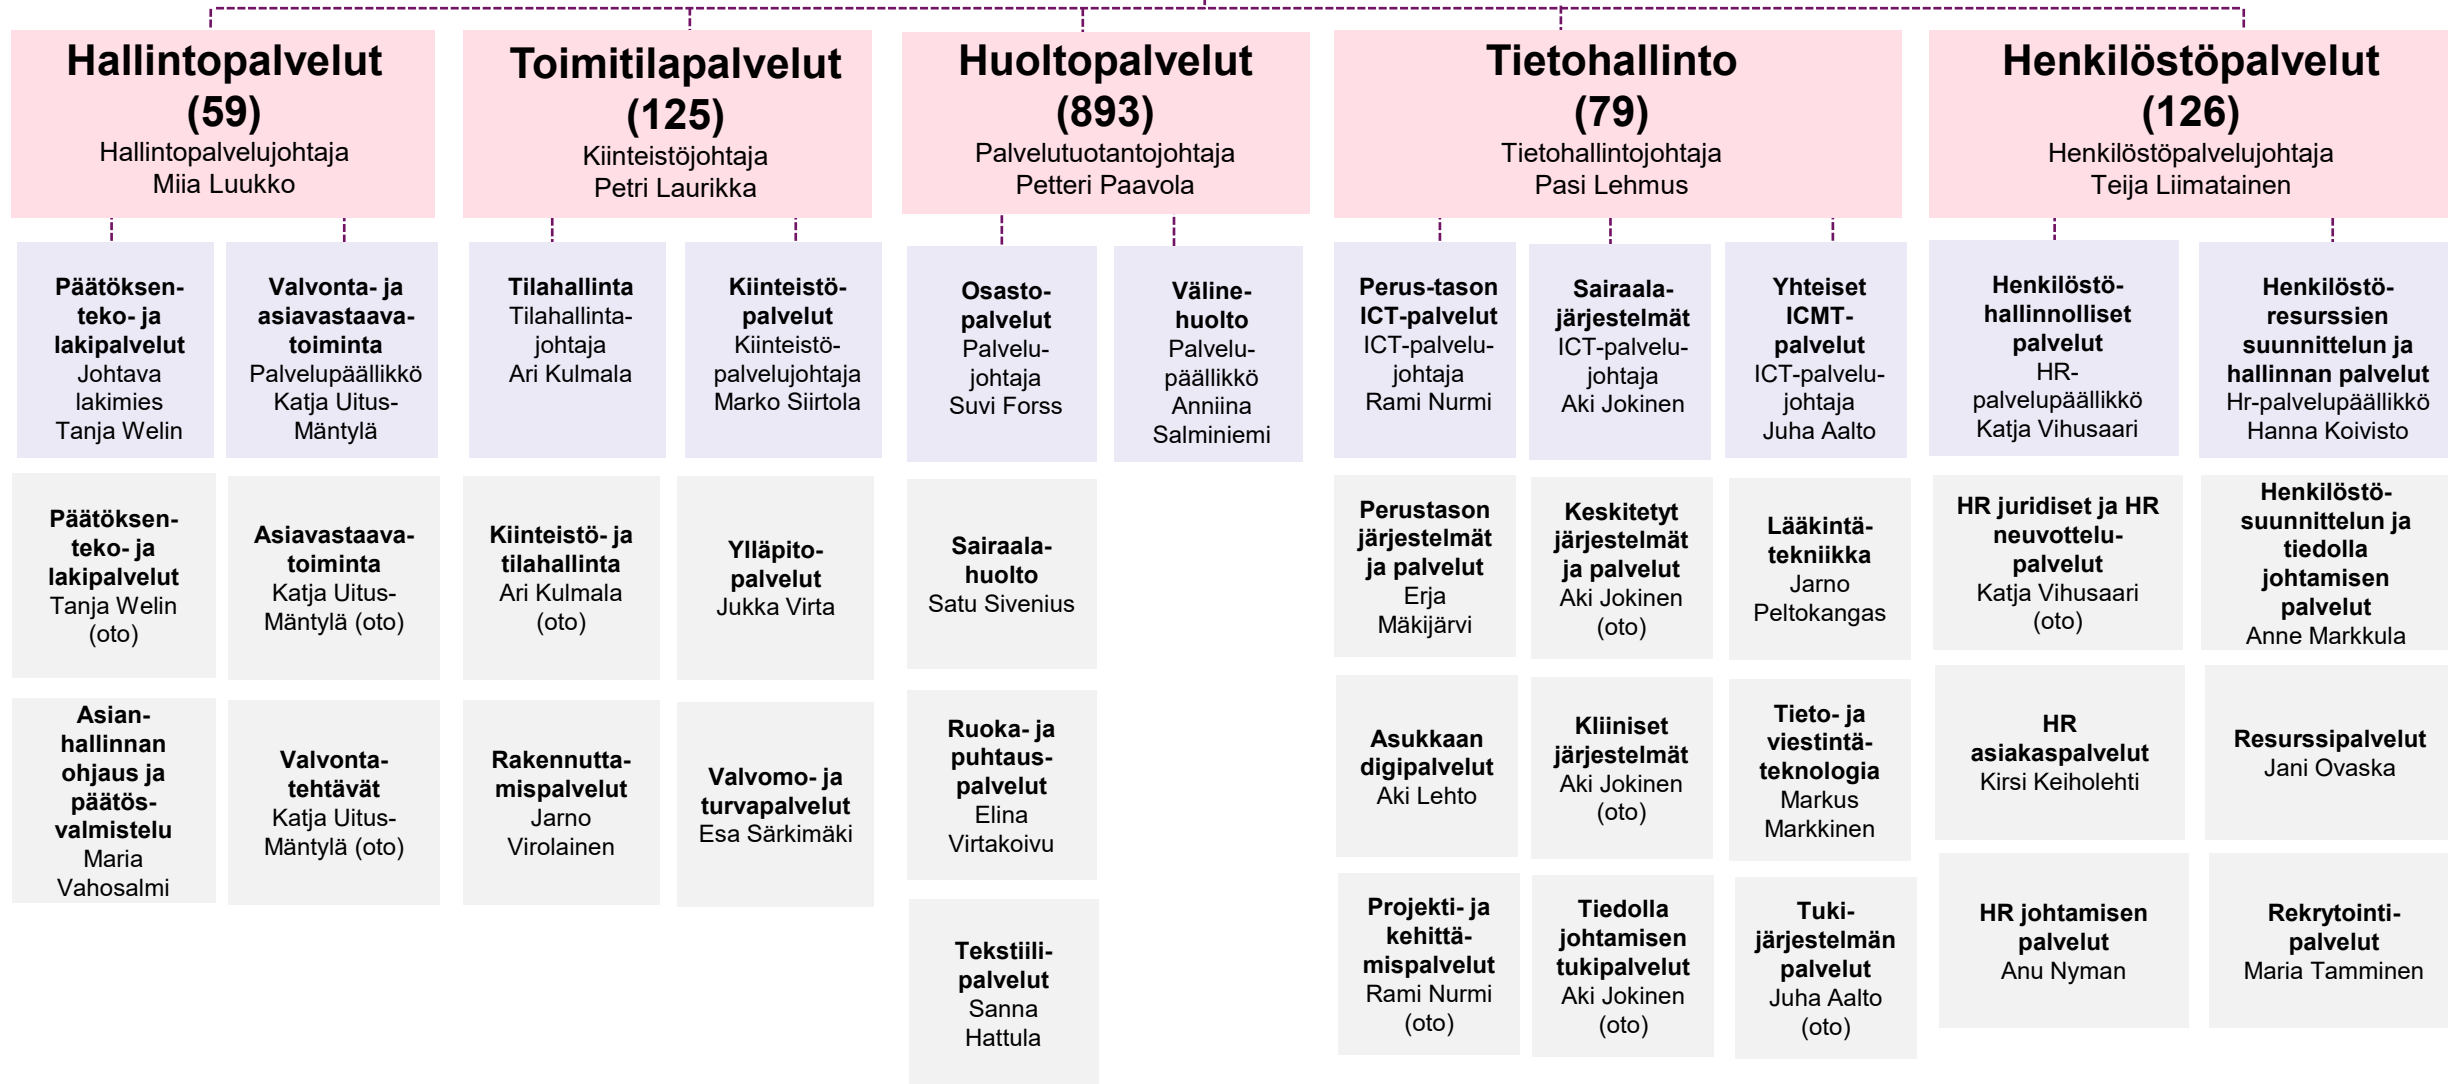 Hallintopalvelut
(59)
Hallintopalvelujohtaja
Miia Luukko
Toimitilapalvelut
(125)
Kiinteistöjohtaja
Petri Laurikka
Huoltopalvelut
(893)
Palvelutuotantojohtaja
Petteri Paavola
Tietohallinto
(79)
Tietohallintojohtaja
Pasi Lehmus
Henkilöstöpalvelut
(126)
Henkilöstöpalvelujohtaja
Teija Liimatainen
Päätöksen-
teko- ja
lakipalvelut
Johtava
lakimies
Tanja Welin
Valvonta- ja
asiavastaava-
toiminta
Palvelupäällikkö
Katja Uitus-
Mäntylä
Tilahallinta
Tilahallinta-
johtaja
Ari Kulmala
Kiinteistö-
palvelut
Kiinteistö-
palvelujohtaja
Marko Siirtola
Osasto-
palvelut
Palvelu-
johtaja
Suvi Forss
Väline-
huolto
Palvelu-
päällikkö
Anniina
Salminiemi
Perus-tason
ICT-palvelut
ICT-palvelu-
johtaja
Rami Nurmi
Sairaala-
järjestelmät
ICT-palvelu-
johtaja
Aki Jokinen
Yhteiset
ICMT-
palvelut
ICT-palvelu-
johtaja
Juha Aalto
Henkilöstö-
hallinnolliset
palvelut
HR-
palvelupäällikkö
Katja Vihusaari
Henkilöstö-
resurssien
suunnittelun ja
hallinnan palvelut
Hr-palvelupäällikkö
Hanna Koivisto
Päätöksen-
teko- ja
lakipalvelut
Tanja Welin
(oto)
Asiavastaava-
toiminta
Katja Uitus-
Mäntylä (oto)
Kiinteistö- ja
tilahallinta
Ari Kulmala
(oto)
Ylläpito-
palvelut
Jukka Virta
Sairaala-
huolto
Satu Sivenius
Perustason
järjestelmät
ja palvelut
Erja
Mäkijärvi
Keskitetyt
järjestelmät
ja palvelut
Aki Jokinen
(oto)
Lääkintä-
tekniikka
Jarno
Peltokangas
HR juridiset ja HR
neuvottelu-
palvelut
Katja Vihusaari
(oto)
Henkilöstö-
suunnittelun ja
tiedolla
johtamisen
palvelut
Anne Markkula
Asian-
hallinnan
ohjaus ja
päätös-
valmistelu
Maria
Vahosalmi
Valvonta-
tehtävät
Katja Uitus-
Mäntylä (oto)
Rakennutta-
mispalvelut
Jarno
Virolainen
Valvomo- ja
turvapalvelut
Esa Särkimäki
Ruoka- ja
puhtaus-
palvelut
Elina
Virtakoivu
Asukkaan
digipalvelut
Aki Lehto
Kliiniset
järjestelmät
Aki Jokinen
(oto)
Tieto- ja
viestintä-
teknologia
Markus
Markkinen
HR
asiakaspalvelut
Kirsi Keiholehti
Resurssipalvelut
Jani Ovaska
Tekstiili-
palvelut
Sanna
Hattula
Projekti- ja
kehittä-
mispalvelut
Rami Nurmi
(oto)
Tiedolla
johtamisen
tukipalvelut
Aki Jokinen
(oto)
Tuki-
järjestelmän
palvelut
Juha Aalto
(oto)
HR johtamisen
palvelut
Anu Nyman
Rekrytointi-
palvelut
Maria Tamminen